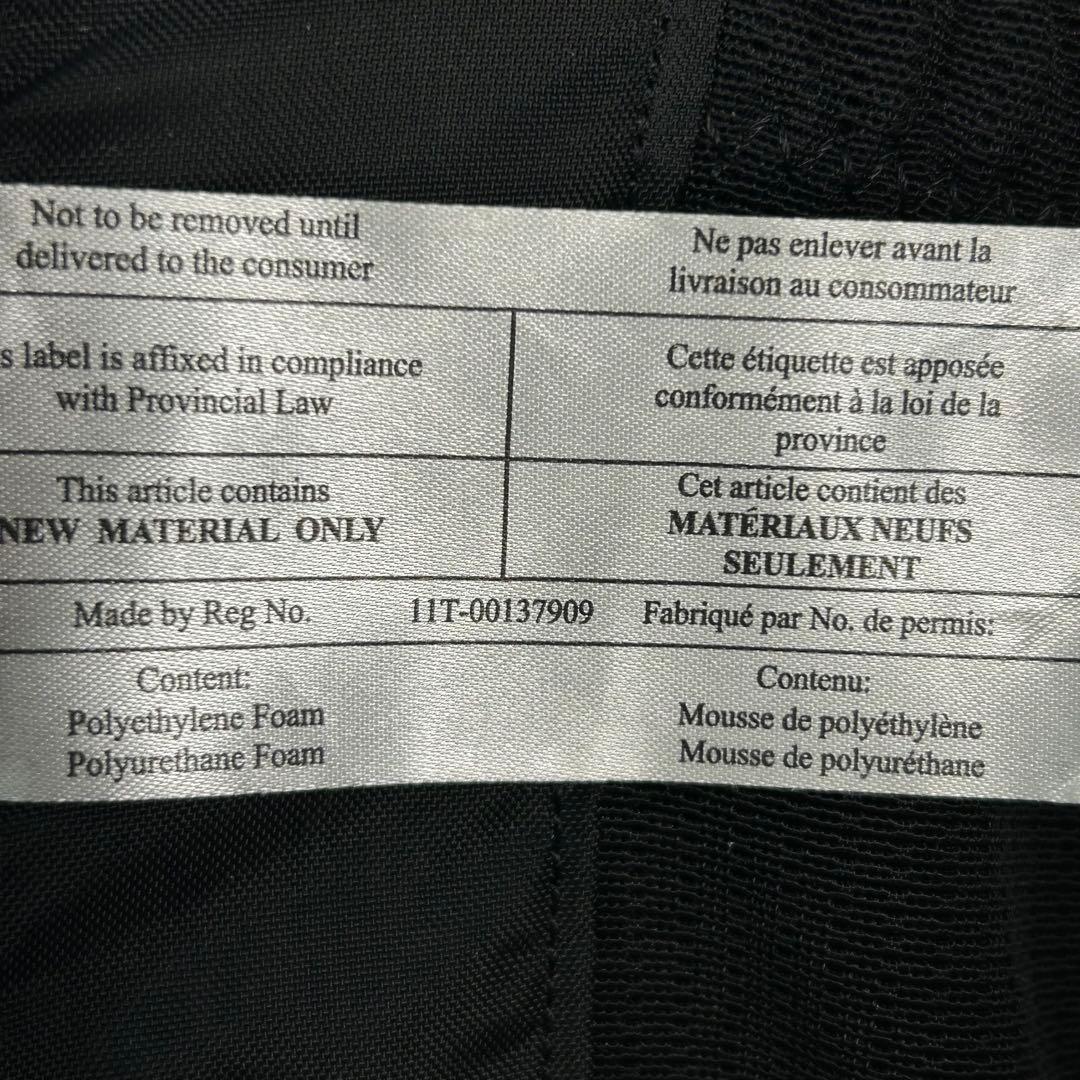 Not to be removed until
delivered to the consumer
Ne pas enlever avant la
livraison au consommateur
s label is affixed in compliance
with Provincial Law
Cette étiquette est apposée
conformément à la loi de la
province
This article contains
NEW MATERIAL ONLY
Cet article contient des
MATÉRIAUX NEUFS
SEULEMENT
Made by Reg No. 11T-00137909 Fabriqué par No. de permis:
Content:
Polyethylene Foam
Polyurethane Foam
Contenu:
Mousse de polyéthylène
Mousse de polyuréthane